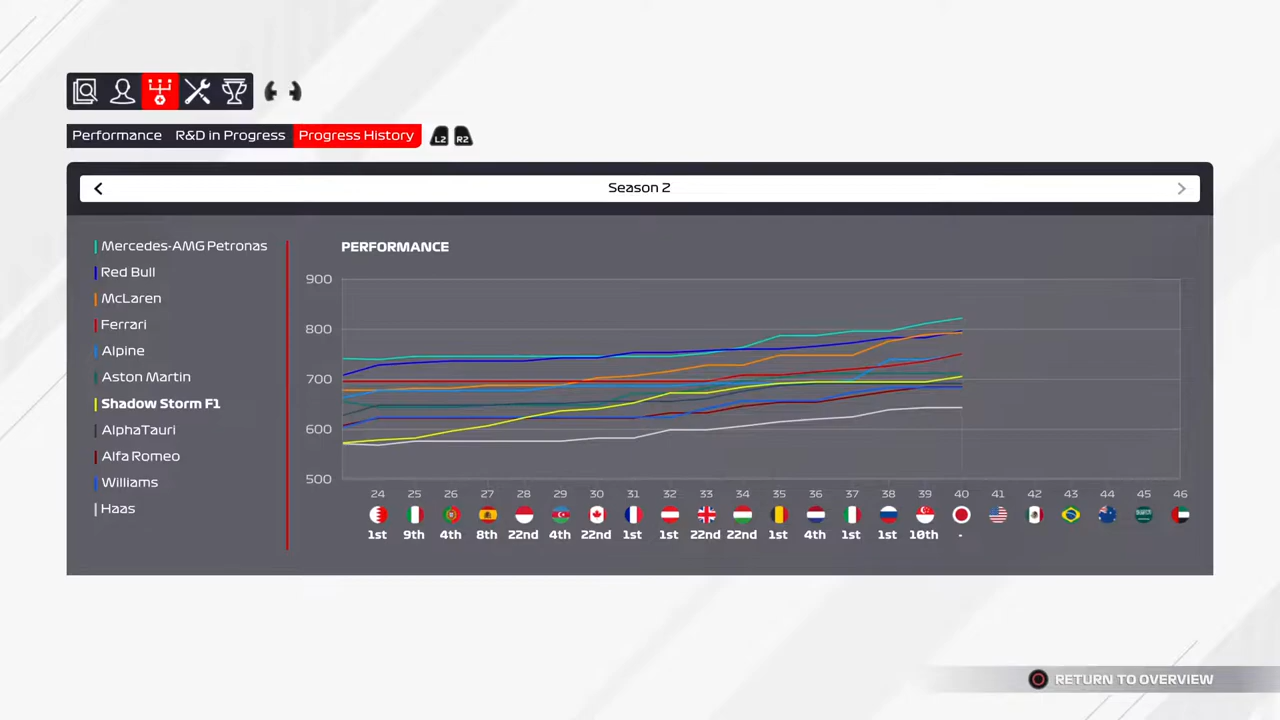 Performance R&D in Progress Progress History L2 R2
Season 2
Mercedes-AMG Petronas
Red Bull
McLaren
Ferrari
Alpine
Aston Martin
Shadow Storm F1
AlphaTauri
Alfa Romeo
Williams
Haas
PERFORMANCE
900
800
700
600
500
24 25 26 27 28 29 30 31 32 33 34 35 36 37 38 39 40 41 42 43 44 45 46
1st 9th 4th 8th 22nd 4th 22nd 1st 1st 22nd 22nd 1st 4th 1st 1st 10th -
RETURN TO OVERVIEW